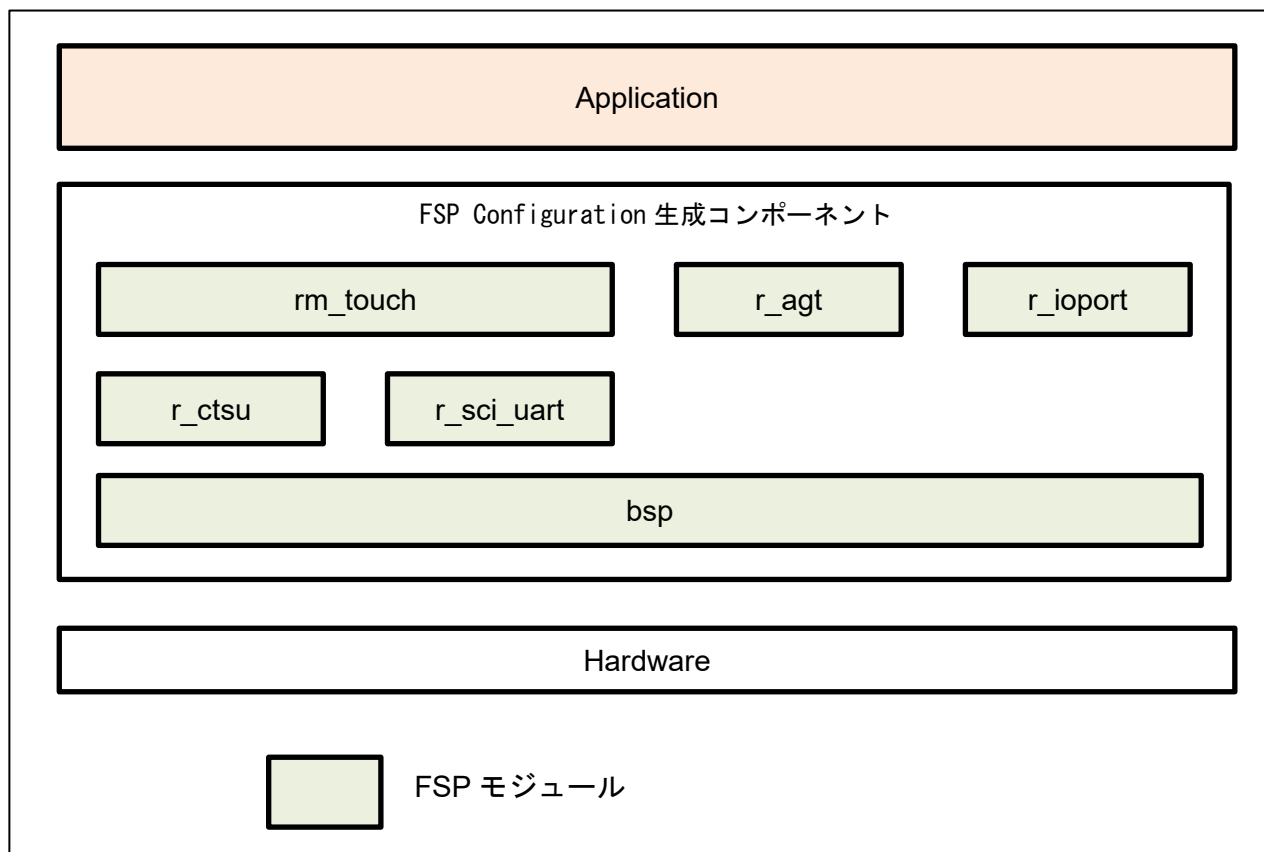 Application
FSP Configuration 生成コンポーネント
rm_touch
r_agt
r_ioport
r_ctsu
r_sci_uart
bsp
Hardware
FSP モジュール